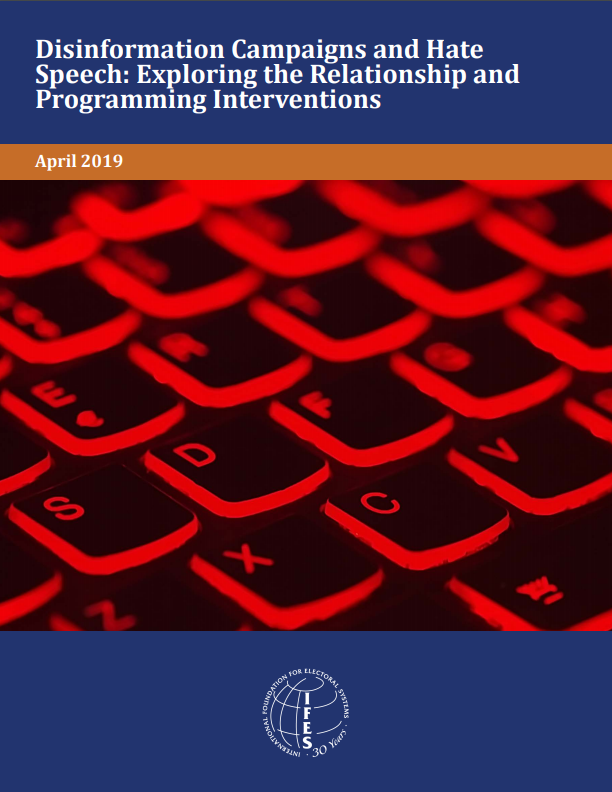 Disinformation Campaigns and Hate
Speech: Exploring the Relationship and
Programming Interventions
April 2019
E
R
D
F
S
C
V
X
Z
INTERNATIONAL FOUNDATION FOR ELECTORAL SYSTEMS
IFES
30 Years